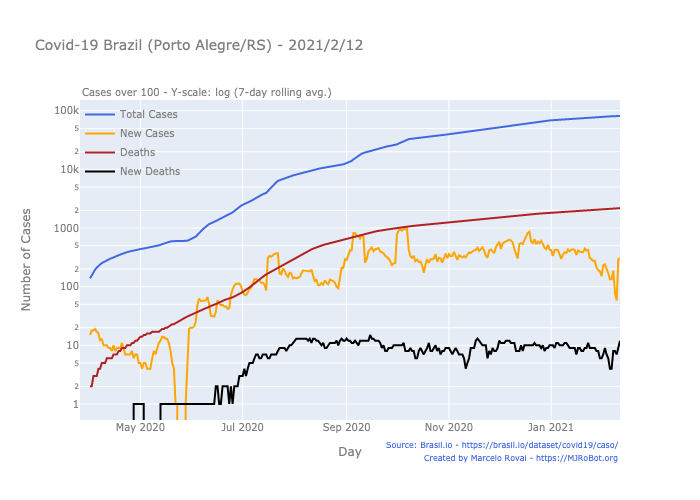 Covid-19 Brazil (Porto Alegre/RS) - 2021/2/12
Cases over 100 - Y-scale: log (7-day rolling avg.)
Total Cases
New Cases
Deaths
New Deaths
100k
5
2
10k
5
2
1000
5
2
100
5
2
10
5
2
1
Number of Cases
May 2020
Jul 2020
Sep 2020
Nov 2020
Jan 2021
Day
Source: Brasil.io - https://brasil.io/dataset/covid19/caso/
Created by Marcelo Rovai - https://MJRoBot.org